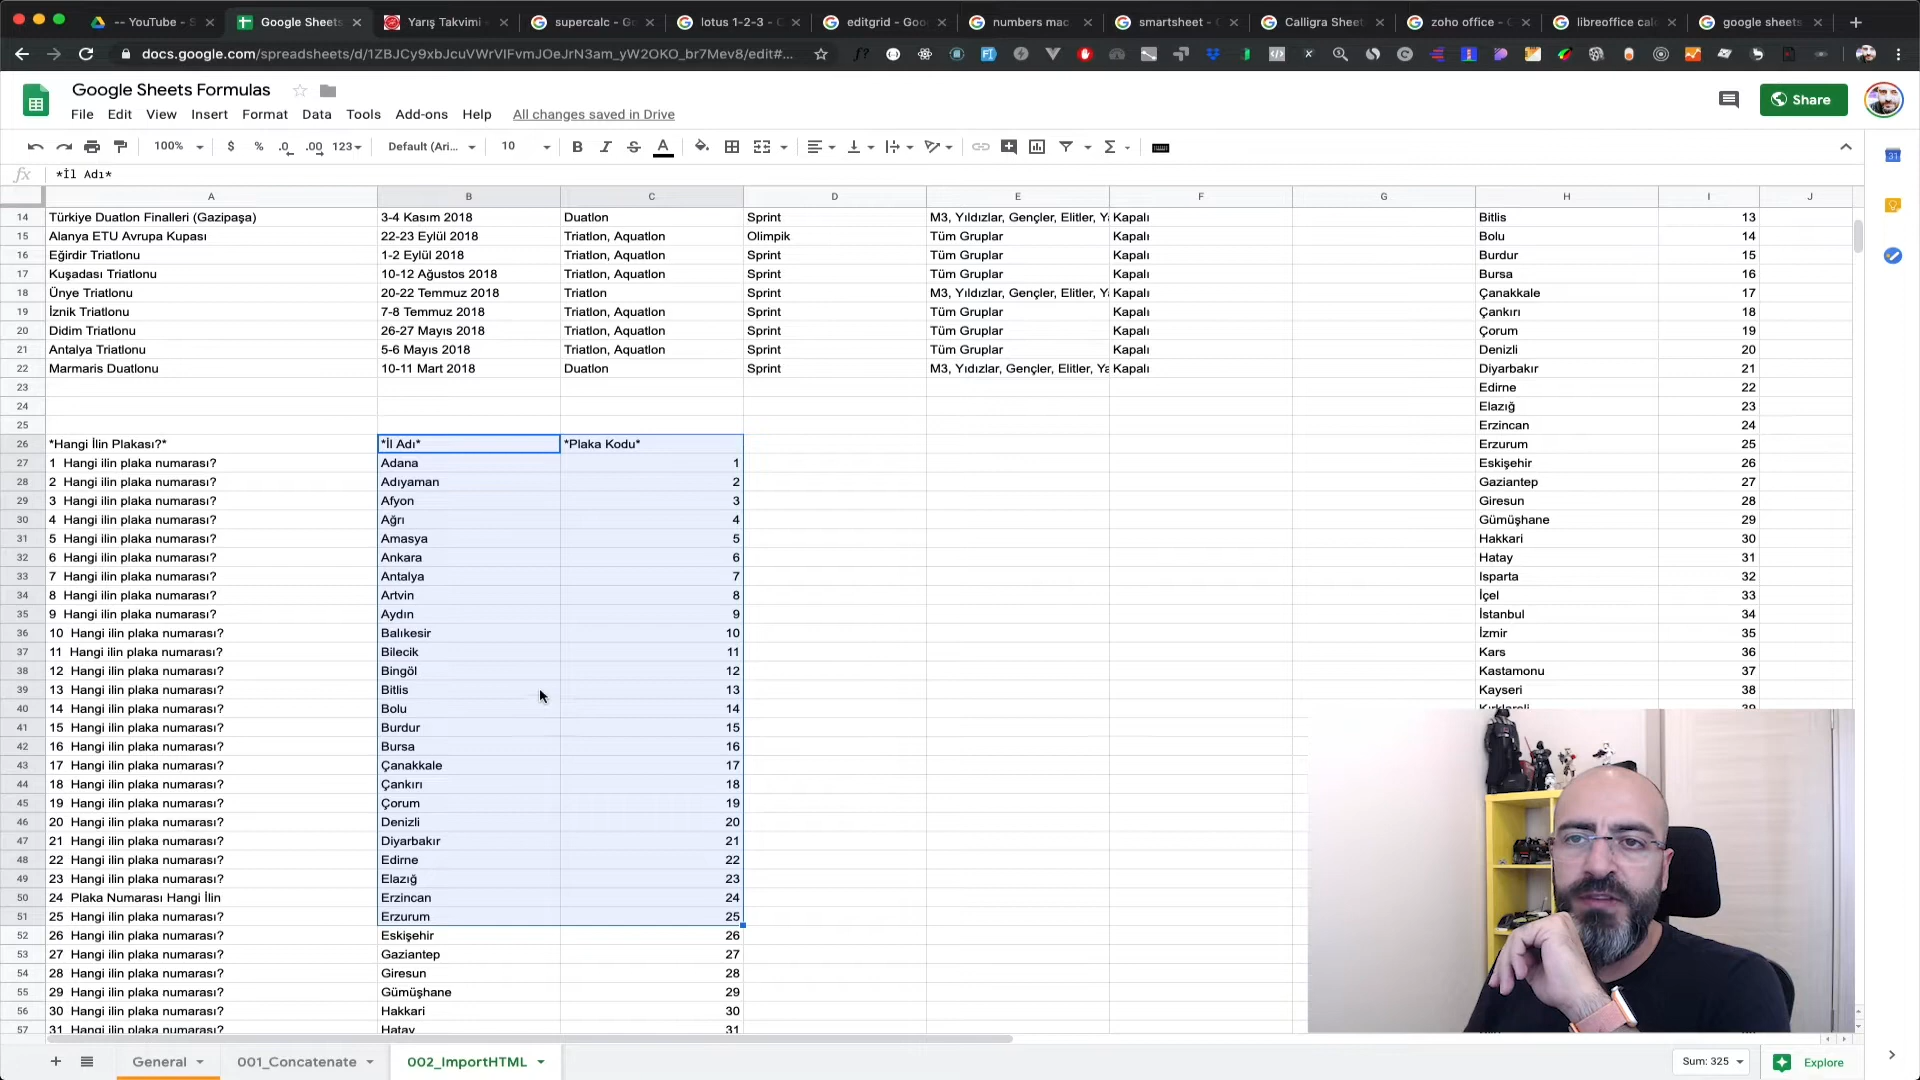 -- YouTube - S
Google Sheets
Yarış Takvimi -
supercalc - Go
lotus 1-2-3 - G
editgrid - Goo
numbers mac
smartsheet -
Calligra Sheet
zoho office -
libreoffice cal
google sheets
docs.google.com/spreadsheets/d/1ZBJCy9xbJcuVWrVIFvmJOeJrN3am_yW2OKO_br7Mev8/edit#...
Google Sheets Formulas
Share
File Edit View Insert Format Data Tools Add-ons Help All changes saved in Drive
100% $ % .0 .00 123 Default (Ari... 10 B I S A
fx *İl Adı*
A B C D E F G H I J
14 Türkiye Duatlon Finalleri (Gazipaşa) 3-4 Kasım 2018 Duatlon Sprint M3, Yıldızlar, Gençler, Elitler, Ya Kapalı Bitlis 13
15 Alanya ETU Avrupa Kupası 22-23 Eylül 2018 Triatlon, Aquatlon Olimpik Tüm Gruplar Kapalı Bolu 14
16 Eğirdir Triatlonu 1-2 Eylül 2018 Triatlon, Aquatlon Sprint Tüm Gruplar Kapalı Burdur 15
17 Kuşadası Triatlonu 10-12 Ağustos 2018 Triatlon, Aquatlon Sprint Tüm Gruplar Kapalı Bursa 16
18 Ünye Triatlonu 20-22 Temmuz 2018 Triatlon Sprint M3, Yıldızlar, Gençler, Elitler, Ya Kapalı Çanakkale 17
19 İznik Triatlonu 7-8 Temmuz 2018 Triatlon, Aquatlon Sprint Tüm Gruplar Kapalı Çankırı 18
20 Didim Triatlonu 26-27 Mayıs 2018 Triatlon, Aquatlon Sprint Tüm Gruplar Kapalı Çorum 19
21 Antalya Triatlonu 5-6 Mayıs 2018 Triatlon, Aquatlon Sprint Tüm Gruplar Kapalı Denizli 20
22 Marmaris Duatlonu 10-11 Mart 2018 Duatlon Sprint M3, Yıdızlar, Gençler, Elitler, Ya Kapalı Diyarbakır 21
23 Edirne 22
24 Elazığ 23
25 Erzincan 24
26 *Hangi İlin Plakası?* *İl Adı* *Plaka Kodu* Erzurum 25
27 1 Hangi ilin plaka numarası? Adana 1 Eskişehir 26
28 2 Hangi ilin plaka numarası? Adıyaman 2 Gaziantep 27
29 3 Hangi ilin plaka numarası? Afyon 3 Giresun 28
30 4 Hangi ilin plaka numarası? Ağrı 4 Gümüşhane 29
31 5 Hangi ilin plaka numarası? Amasya 5 Hakkari 30
32 6 Hangi ilin plaka numarası? Ankara 6 Hatay 31
33 7 Hangi ilin plaka numarası? Antalya 7 Isparta 32
34 8 Hangi ilin plaka numarası? Artvin 8 İçel 33
35 9 Hangi ilin plaka numarası? Aydın 9 İstanbul 34
36 10 Hangi ilin plaka numarası? Balıkesir 10 İzmir 35
37 11 Hangi ilin plaka numarası? Bilecik 11 Kars 36
38 12 Hangi ilin plaka numarası? Bingöl 12 Kastamonu 37
39 13 Hangi ilin plaka numarası? Bitlis 13 Kayseri 38
40 14 Hangi ilin plaka numarası? Bolu 14 Kırklareli 39
41 15 Hangi ilin plaka numarası? Burdur 15
42 16 Hangi ilin plaka numarası? Bursa 16
43 17 Hangi ilin plaka numarası? Çanakkale 17
44 18 Hangi ilin plaka numarası? Çankırı 18
45 19 Hangi ilin plaka numarası? Çorum 19
46 20 Hangi ilin plaka numarası? Denizli 20
47 21 Hangi ilin plaka numarası? Diyarbakır 21
48 22 Hangi ilin plaka numarası? Edirne 22
49 23 Hangi ilin plaka numarası? Elazığ 23
50 24 Plaka Numarası Hangi İlin Erzincan 24
51 25 Hangi ilin plaka numarası? Erzurum 25
52 26 Hangi ilin plaka numarası? Eskişehir 26
53 27 Hangi ilin plaka numarası? Gaziantep 27
54 28 Hangi ilin plaka numarası? Giresun 28
55 29 Hangi ilin plaka numarası? Gümüşhane 29
56 30 Hangi ilin plaka numarası? Hakkari 30
57 31 Hangi ilin plaka numarası? Hatay 31
General 001_Concatenate 002_ImportHTML Sum: 325 Explore